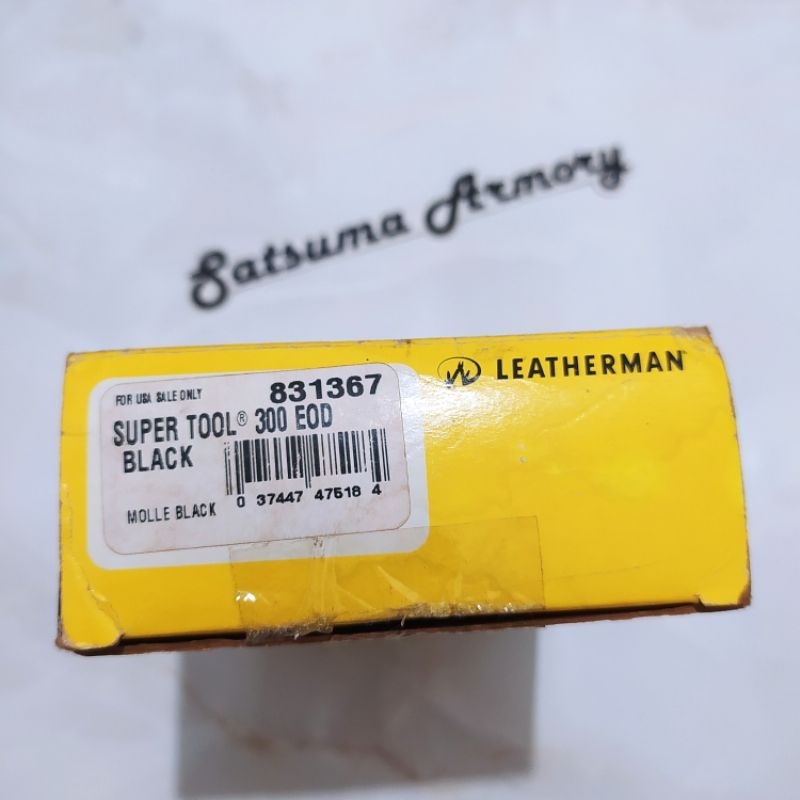 Satsuma Armory
LEATHERMAN
FOR USA SALE ONLY
831367
SUPER TOOL® 300 EOD
BLACK
0 37447 47518 4
MOLLE BLACK